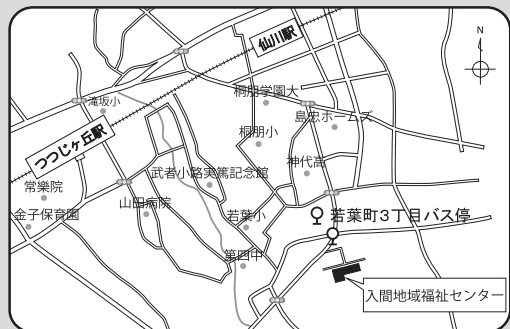 N
仙川駅
桐朋学園大
滝坂小
島忠ホームズ
つつじヶ丘駅
桐朋小
神代高
武者小路実篤記念館
常樂院
山田病院
金子保育園
若葉小
若葉町3丁目バス停
第四中
入間地域福祉センター